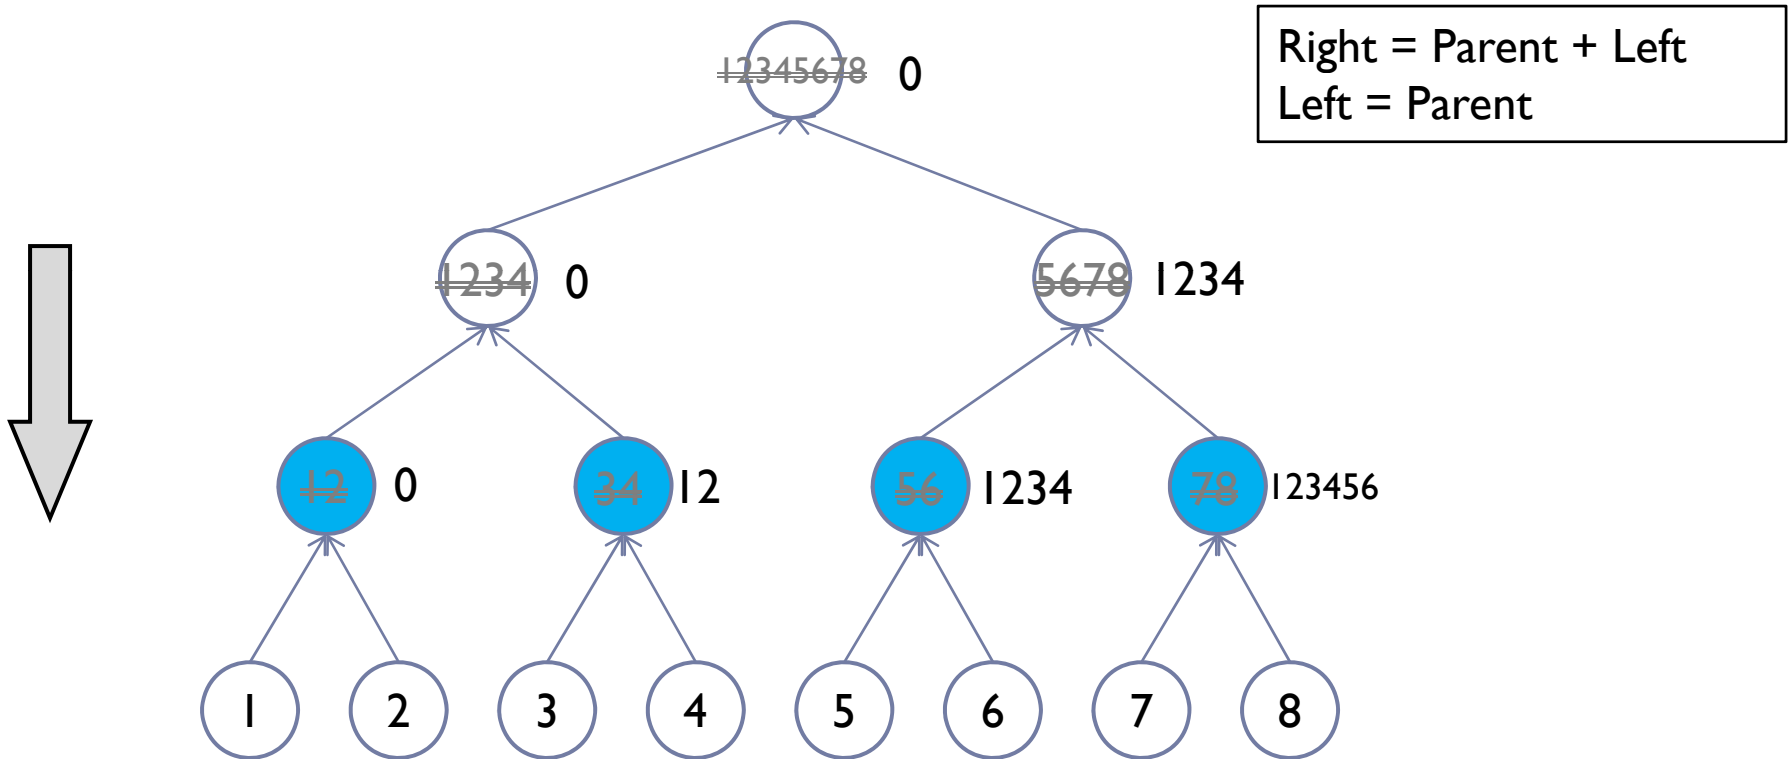 Right = Parent + Left
Left = Parent
12345678 0
1234 0 5678 1234
12 0 34 12 56 1234 78 123456
1 2 3 4 5 6 7 8